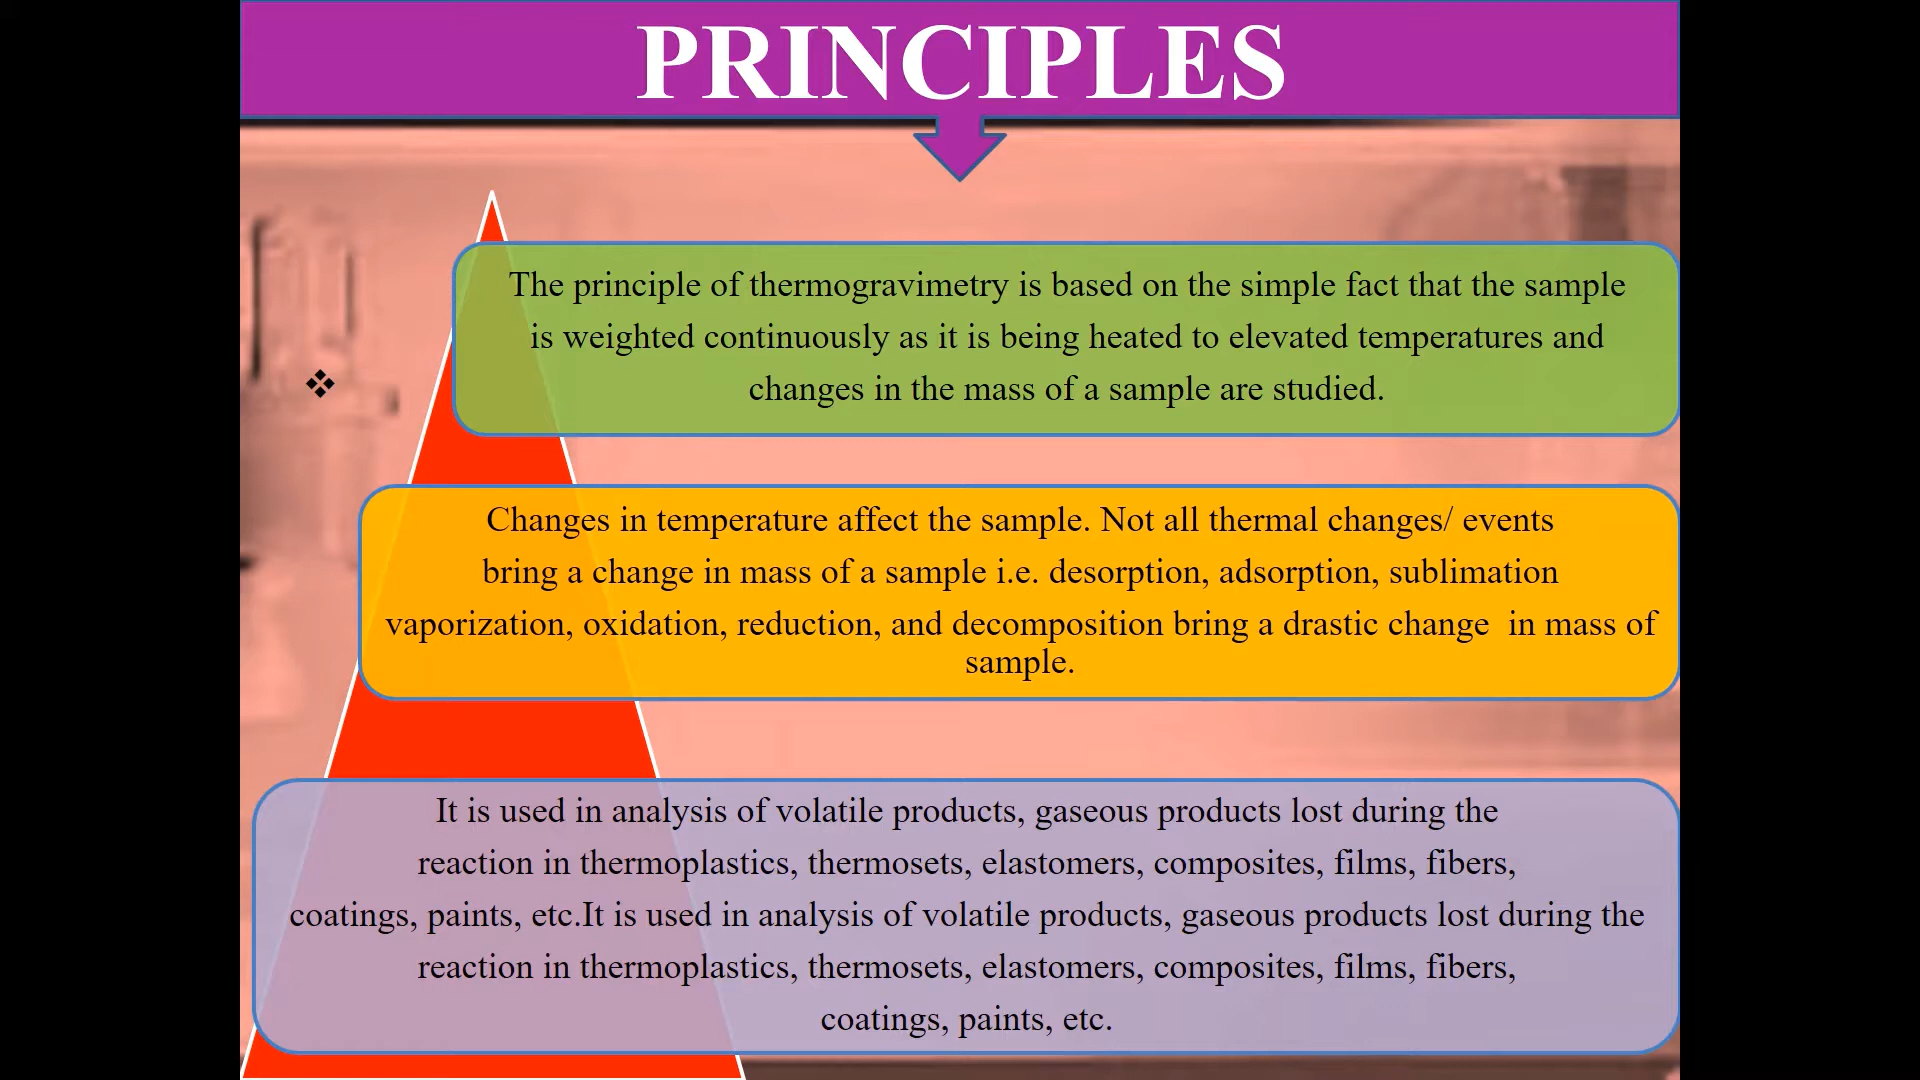 PRINCIPLES
The principle of thermogravimetry is based on the simple fact that the sample
is weighted continuously as it is being heated to elevated temperatures and
changes in the mass of a sample are studied.
Changes in temperature affect the sample. Not all thermal changes/ events
bring a change in mass of a sample i.e. desorption, adsorption, sublimation
vaporization, oxidation, reduction, and decomposition bring a drastic change  in mass of
sample.
It is used in analysis of volatile products, gaseous products lost during the
reaction in thermoplastics, thermosets, elastomers, composites, films, fibers,
coatings, paints, etc.It is used in analysis of volatile products, gaseous products lost during the
reaction in thermoplastics, thermosets, elastomers, composites, films, fibers,
coatings, paints, etc.